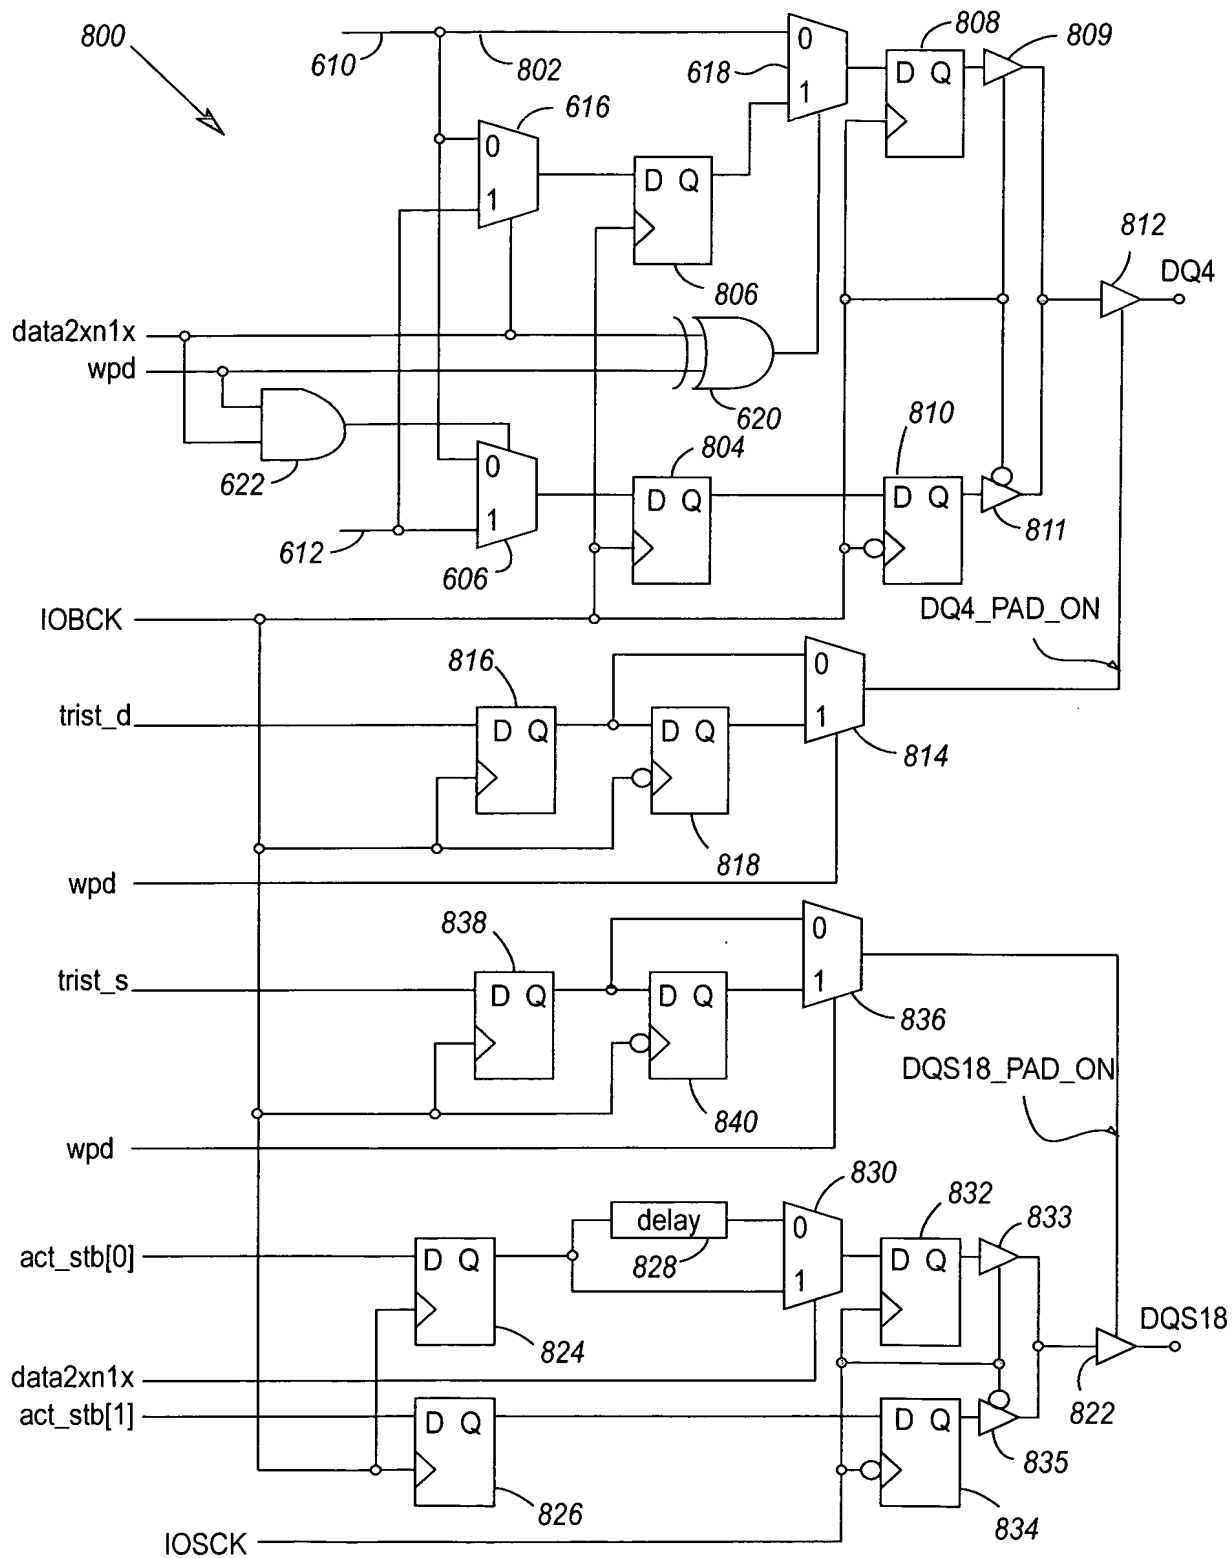 800
610
802
618
0
1
808
D Q
809
616
0
1
D Q
806
812
DQ4
data2xn1x
wpd
620
622
0
1
606
804
D Q
810
D Q
811
612
IOBCK
DQ4_PAD_ON
816
trist_d
D Q
D Q
818
0
1
814
wpd
838
trist_s
D Q
D Q
840
0
1
836
DQS18_PAD_ON
wpd
act_stb[0]
D Q
824
delay
828
830
0
1
832
D Q
833
DQS18
822
data2xn1x
act_stb[1]
D Q
826
D Q
834
835
IOSCK